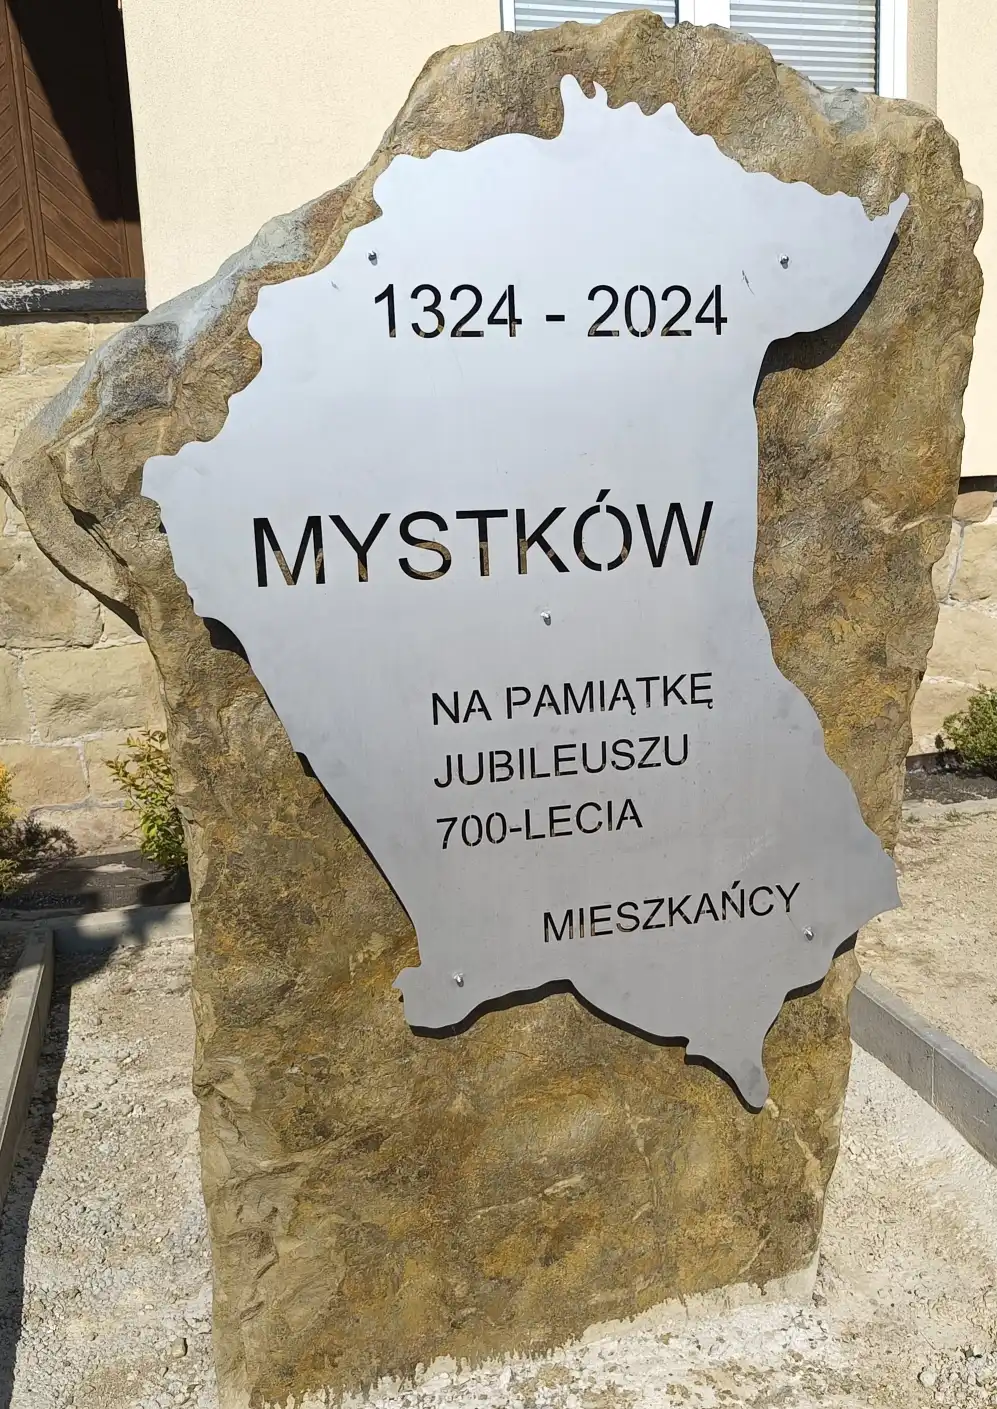 1324 - 2024
MYSTKÓW
NA PAMIĄTKĘ
JUBILEUSZU
700-LECIA
MIESZKAŃCY